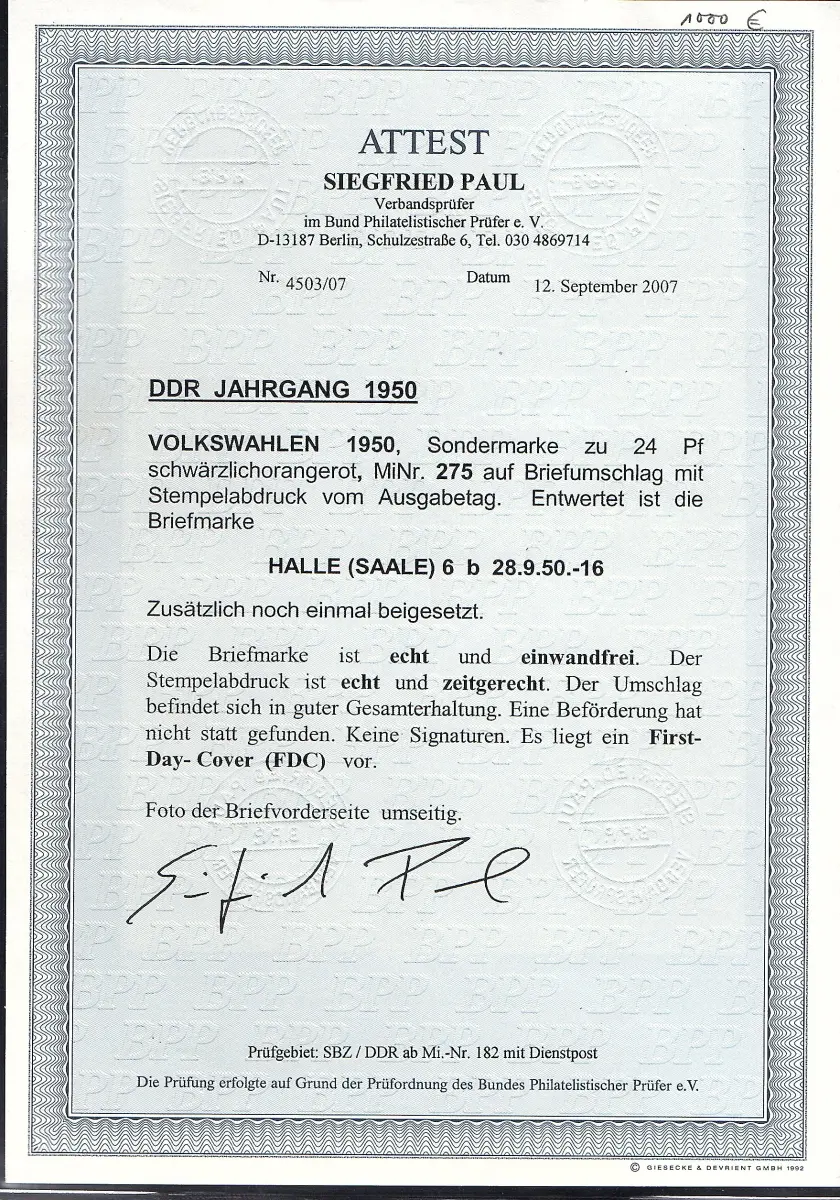 1000 €
ATTEST
SIEGFRIED PAUL
Verbandsprüfer
im Bund Philatelistischer Prüfer e. V.
D-13187 Berlin, Schulzestraße 6, Tel. 030 4869714
Nr. 4503/07 Datum 12. September 2007
DDR JAHRGANG 1950
VOLKSWAHLEN 1950, Sondermarke zu 24 Pf
schwärzlichorangerot, MiNr. 275 auf Briefumschlag mit
Stempelabdruck vom Ausgabetag. Entwertet ist die
Briefmarke
HALLE (SAALE) 6 b 28.9.50.-16
Zusätzlich noch einmal beigesetzt.
Die Briefmarke ist echt und einwandfrei. Der
Stempelabdruck ist echt und zeitgerecht. Der Umschlag
befindet sich in guter Gesamterhaltung. Eine Beförderung hat
nicht statt gefunden. Keine Signaturen. Es liegt ein First-
Day- Cover (FDC) vor.
Foto der Briefvorderseite umseitig.
Siegfried Paul
Prüfgebiet: SBZ / DDR ab Mi.-Nr. 182 mit Dienstpost
Die Prüfung erfolgte auf Grund der Prüfordnung des Bundes Philatelistischer Prüfer e.V.
© GIESECKE & DEVRIENT GMBH 1992